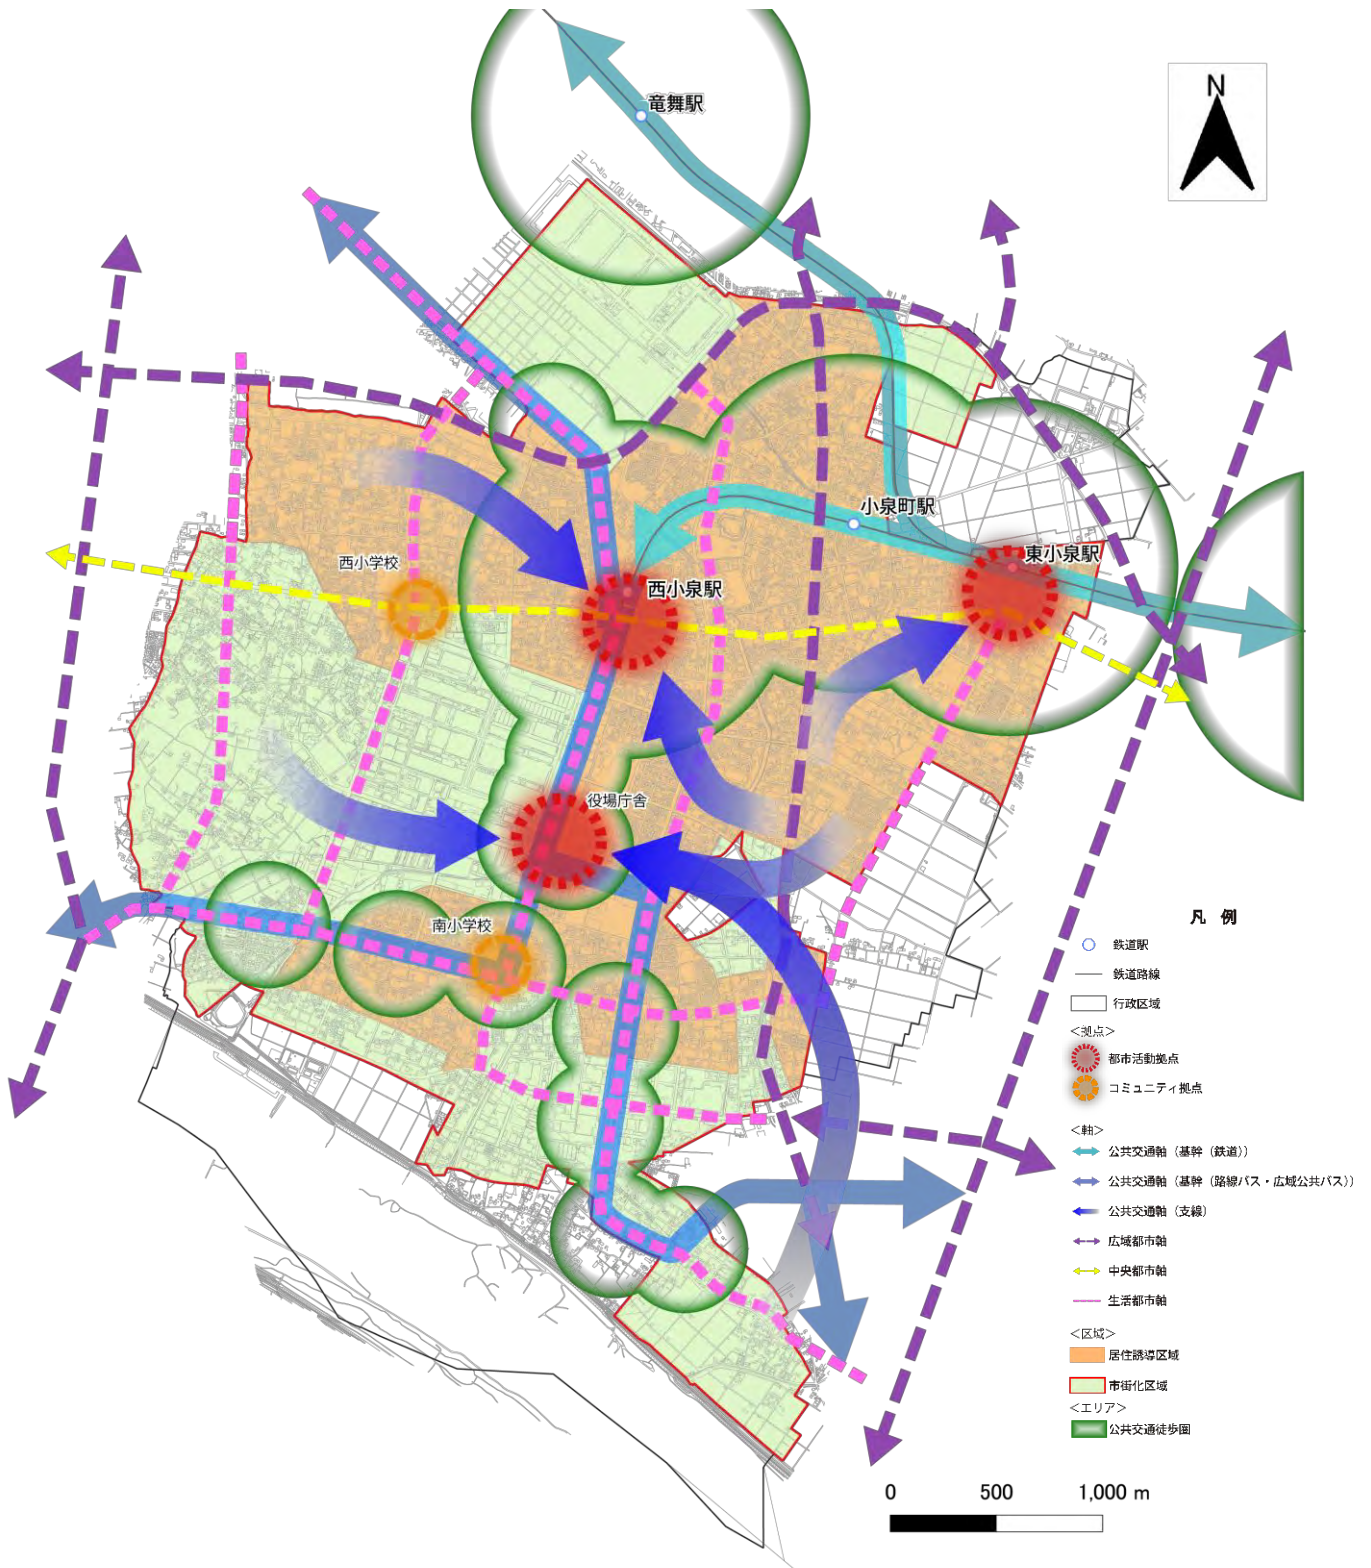 竜舞駅
N
小泉町駅
東小泉駅
西小学校
西小泉駅
役場庁舎
南小学校
凡 例
鉄道駅
鉄道路線
行政区域
<拠点>
都市活動拠点
コミュニティ拠点
<軸>
公共交通軸（基幹（鉄道））
公共交通軸（基幹（路線バス・広域公共バス））
公共交通軸（支線）
広域都市軸
中央都市軸
生活都市軸
<区域>
居住誘導区域
市街化区域
<エリア>
公共交通徒歩圏
0 500 1,000 m